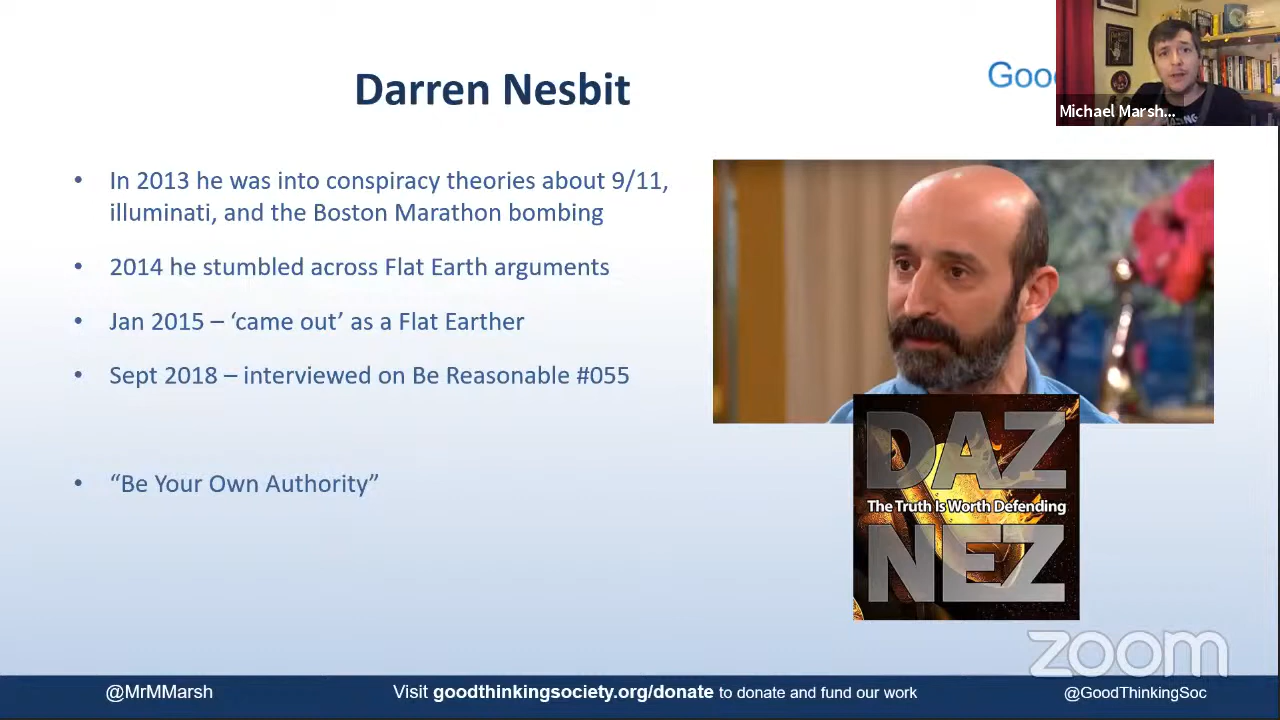 Darren Nesbit
Goo
Michael Marsh...
• In 2013 he was into conspiracy theories about 9/11,
illuminati, and the Boston Marathon bombing
• 2014 he stumbled across Flat Earth arguments
• Jan 2015 – ‘came out’ as a Flat Earther
• Sept 2018 – interviewed on Be Reasonable #055
• “Be Your Own Authority”
DAZ
The Truth Is Worth Defending
NEZ
zoom
@MrMMarsh
Visit goodthinkingsociety.org/donate to donate and fund our work
@GoodThinkingSoc